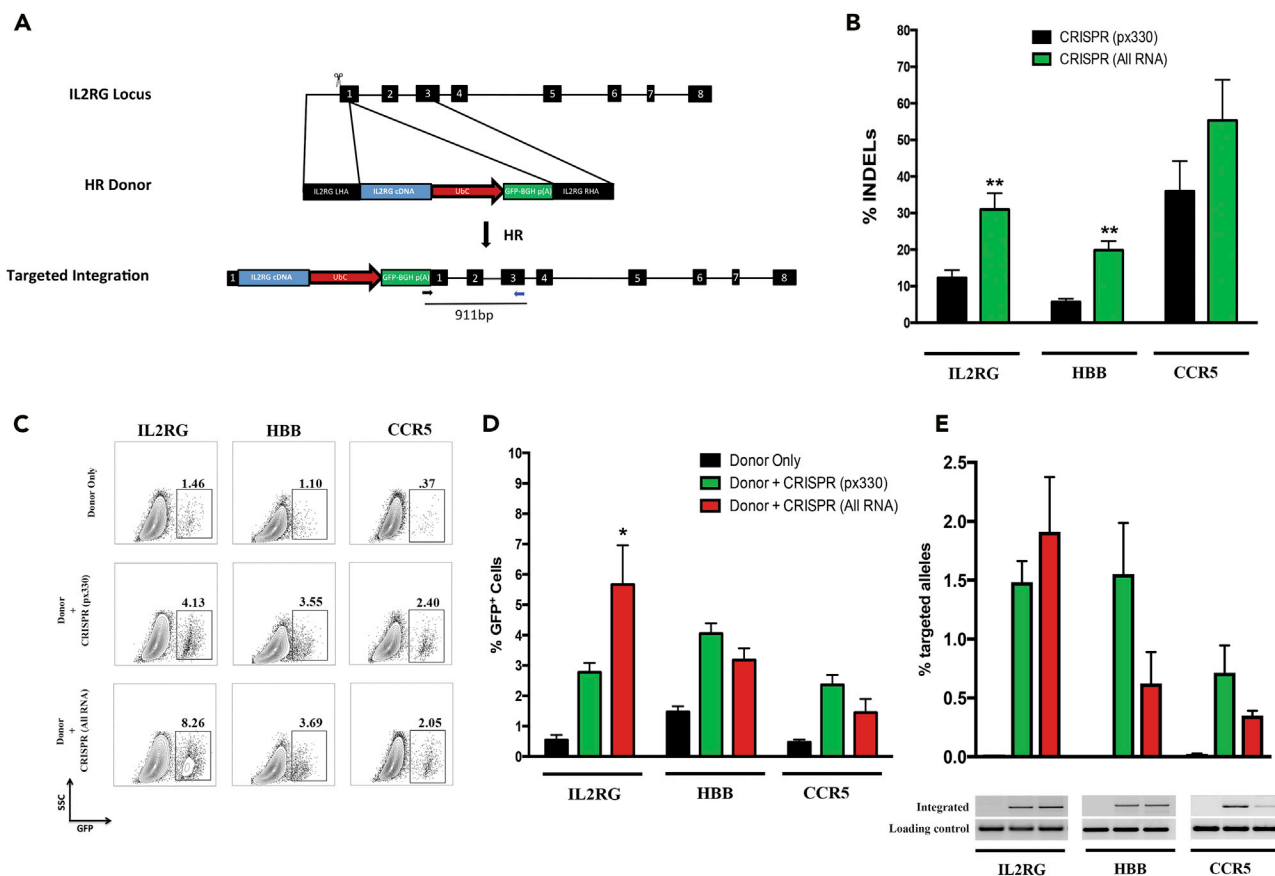 A
IL2RG Locus
1 2 3 4 5 6 7 8
HR Donor
IL2RG LHA IL2RG cDNA UbC GFP-BGH p(A) IL2RG RHA
HR
Targeted Integration
1 IL2RG cDNA UbC GFP-BGH p(A) 1 2 3 4 5 6 7 8
911bp
B
CRISPR (px330)
CRISPR (All RNA)
% INDELs
80
70
60
50
40
30
20
10
0
** **
IL2RG HBB CCR5
C
IL2RG HBB CCR5
Donor Only
1.46 1.10 .37
Donor
+
CRISPR (px330)
4.13 3.55 2.40
Donor
+
CRISPR (All RNA)
8.26 3.69 2.05
SSC
GFP
D
Donor Only
Donor + CRISPR (px330)
Donor + CRISPR (All RNA)
% GFP+ Cells
10
9
8
7
6
5
4
3
2
1
0
*
IL2RG HBB CCR5
E
% targeted alleles
2.5
2.0
1.5
1.0
0.5
0.0
Integrated
Loading control
IL2RG HBB CCR5